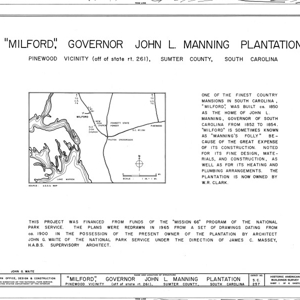 "MILFORD," GOVERNOR JOHN L. MANNING PLANTATION
PINEWOOD VICINITY (off of state rt. 261), SUMTER COUNTY, SOUTH CAROLINA
ONE OF THE FINEST COUNTRY
MANSIONS IN SOUTH CAROLINA,
"MILFORD", WAS BUILT ca. 1850
AS THE HOME OF JOHN L.
MANNING, GOVERNOR OF SOUTH
CAROLINA FROM 1852 TO 1854.
"MILFORD" IS SOMETIMES KNOWN
AS "MANNING'S FOLLY" BE-
CAUSE OF THE GREAT EXPENSE
OF ITS CONSTRUCTION. NOTED
FOR ITS FINE DESIGN, MATE-
RIALS, AND CONSTRUCTION, AS
WELL AS FOR ITS HEATING AND
PLUMBING ARRANGEMENTS. THE
PLANTATION IS NOW OWNED BY
W.R. CLARK.
MILFORD
THIS PROJECT WAS FINANCED FROM FUNDS OF THE "MISSION 66" PROGRAM OF THE NATIONAL
PARK SERVICE. THE PLANS WERE REDRAWN IN 1965 FROM A SET OF DRAWINGS DATING FROM
ca. 1900 IN THE POSSESSION OF THE PRESENT OWNER OF THE PLANTATION BY ARCHITECT
JOHN G. WAITE OF THE NATIONAL PARK SERVICE UNDER THE DIRECTION OF JAMES C. MASSEY,
H.A.B.S. SUPERVISORY ARCHITECT.
JOHN G. WAITE
"MILFORD", GOVERNOR JOHN L. MANNING PLANTATION
PINEWOOD VICINITY (off of state rt. 261), SUMTER COUNTY, SOUTH CAROLINA